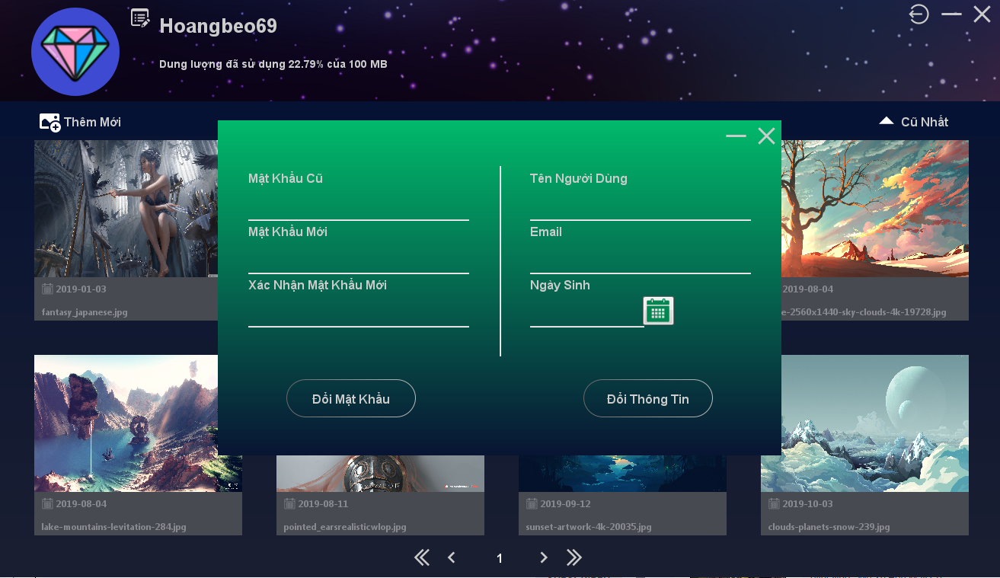 Hoangbeo69
Dung lượng đã sử dụng 22.79% của 100 MB
Thêm Mới
Cũ Nhất
Mật Khẩu Cũ
Mật Khẩu Mới
Xác Nhận Mật Khẩu Mới
Đổi Mật Khẩu
Tên Người Dùng
Email
Ngày Sinh
Đổi Thông Tin
2019-01-03
fantasy_japanese.jpg
2019-08-04
e-2560x1440-sky-clouds-4k-19728.jpg
2019-08-04
lake-mountains-levitation-284.jpg
2019-08-11
pointed_earsrealisticwlop.jpg
2019-09-12
sunset-artwork-4k-20035.jpg
2019-10-03
clouds-planets-snow-239.jpg
1